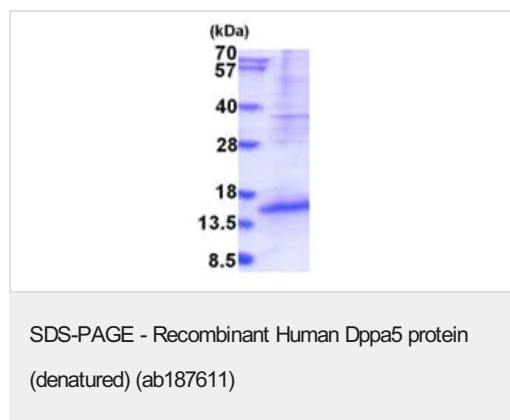 (kDa)
70
57
40
28
18
13.5
8.5
SDS-PAGE - Recombinant Human Dppa5 protein
(denatured) (ab187611)